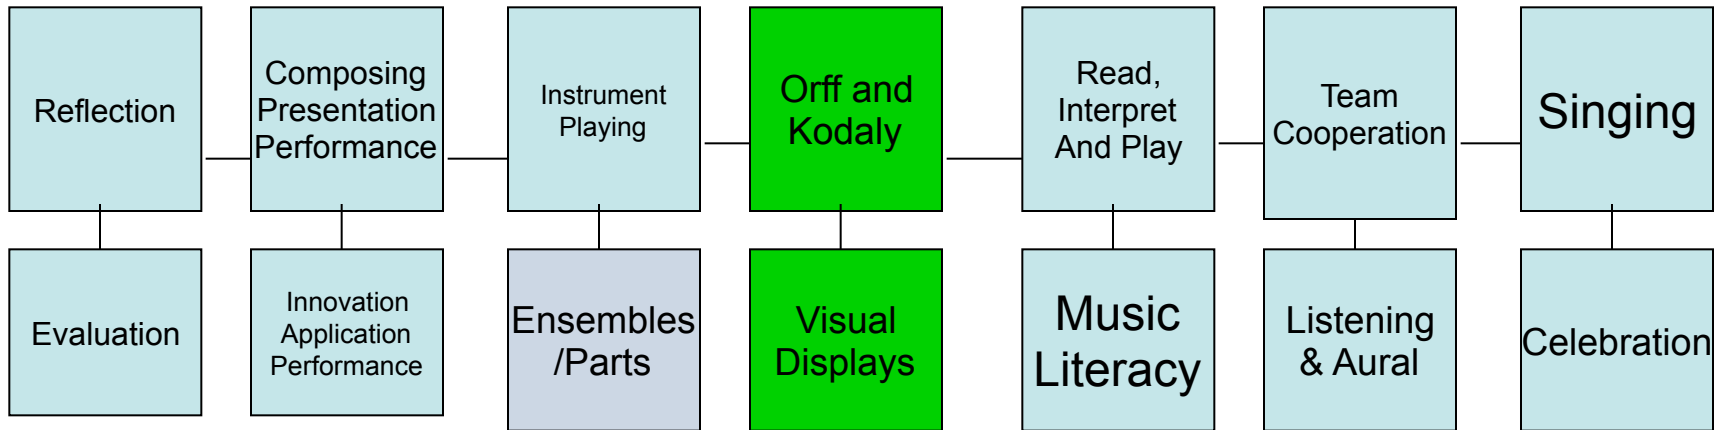 Reflection
Composing
Presentation
Performance
Instrument
Playing
Orff and
Kodaly
Read,
Interpret
And Play
Team
Cooperation
Singing
Evaluation
Innovation
Application
Performance
Ensembles
/Parts
Visual
Displays
Music
Literacy
Listening
& Aural
Celebration